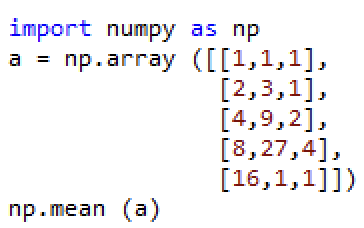 import numpy as np
a = np.array ([[1,1,1],
[2,3,1],
[4,9,2],
[8,27,4],
[16,1,1]])
np.mean (a)